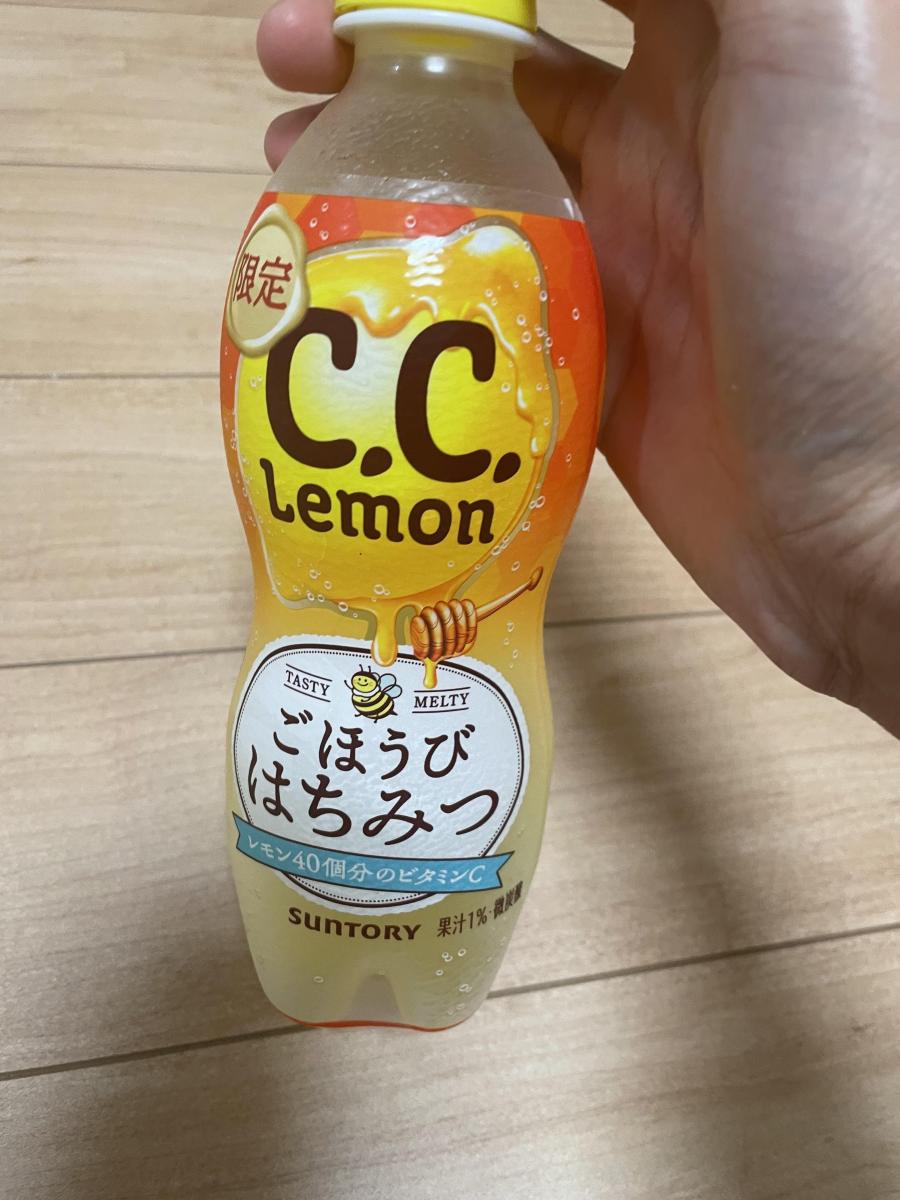 限定
C.C.
Lemon
TASTY
MELTY
ごほうび
はちみつ
レモン40個分のビタミンC
SUNTORY
果汁1%・微炭酸